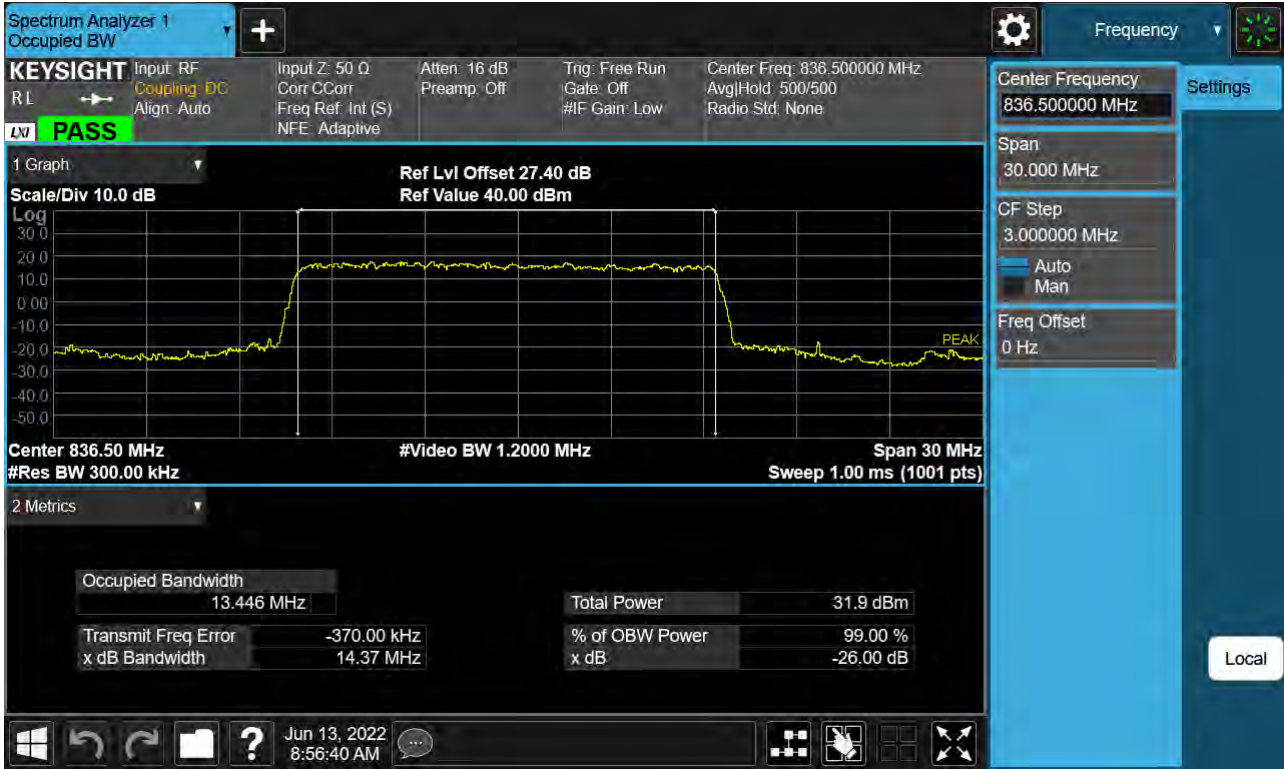 Spectrum Analyzer 1
Occupied BW
+
Frequency
KEYSIGHT
RL
LXI
PASS
Input: RF
Coupling: DC
Align: Auto
Input Z: 50 Ω
Corr CCorr
Freq Ref: Int (S)
NFE: Adaptive
Atten: 16 dB
Preamp: Off
Trig: Free Run
Gate: Off
#IF Gain: Low
Center Freq: 836.500000 MHz
Avg|Hold: 500/500
Radio Std: None
Center Frequency
836.500000 MHz
Settings
Span
30.000 MHz
CF Step
3.000000 MHz
Auto
Man
Freq Offset
0 Hz
Local
1 Graph
Scale/Div 10.0 dB
Ref Lvl Offset 27.40 dB
Ref Value 40.00 dBm
Log
30.0
20.0
10.0
0.00
-10.0
-20.0
-30.0
-40.0
-50.0
PEAK
Center 836.50 MHz
#Video BW 1.2000 MHz
Span 30 MHz
#Res BW 300.00 kHz
Sweep 1.00 ms (1001 pts)
2 Metrics
Occupied Bandwidth
13.446 MHz
Total Power 31.9 dBm
Transmit Freq Error -370.00 kHz
% of OBW Power 99.00 %
x dB Bandwidth 14.37 MHz
x dB -26.00 dB
?
Jun 13, 2022
8:56:40 AM